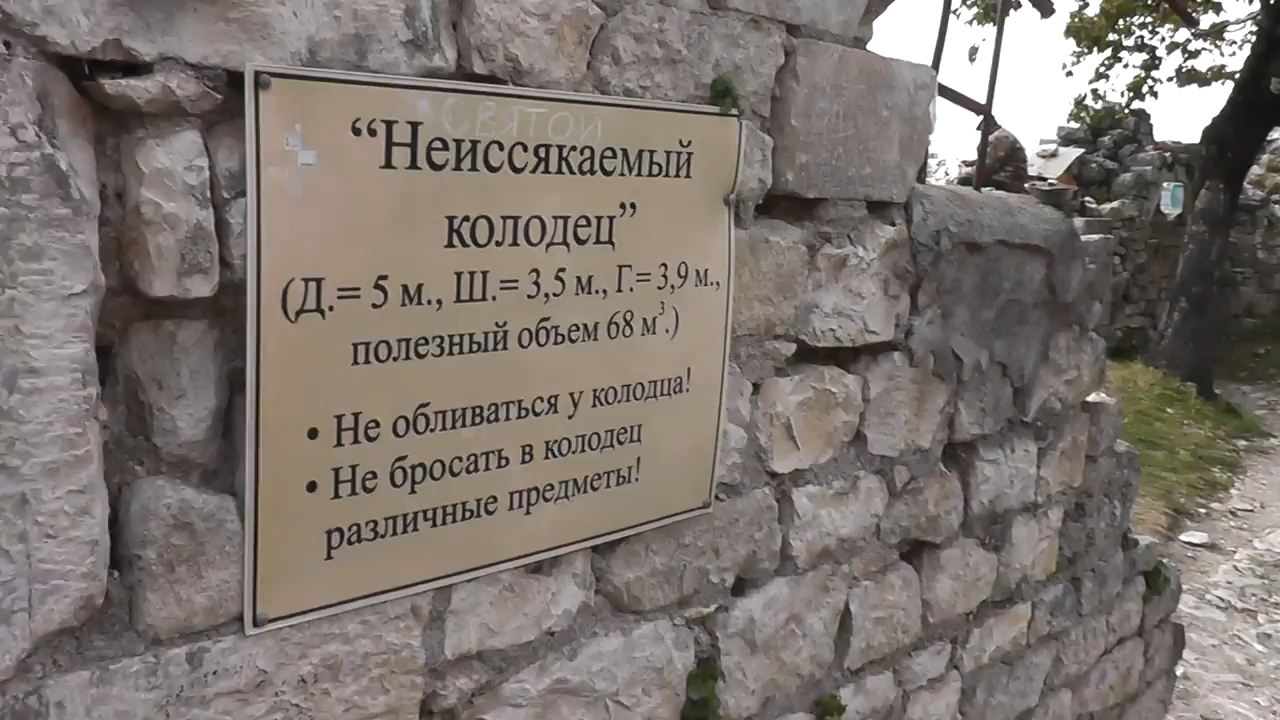 СВЯТОЙ
“Неиссякаемый
колодец”
(Д.= 5 м., Ш.= 3,5 м., Г.= 3,9 м.,
полезный объем 68 м³.)
• Не обливаться у колодца!
• Не бросать в колодец
различные предметы!